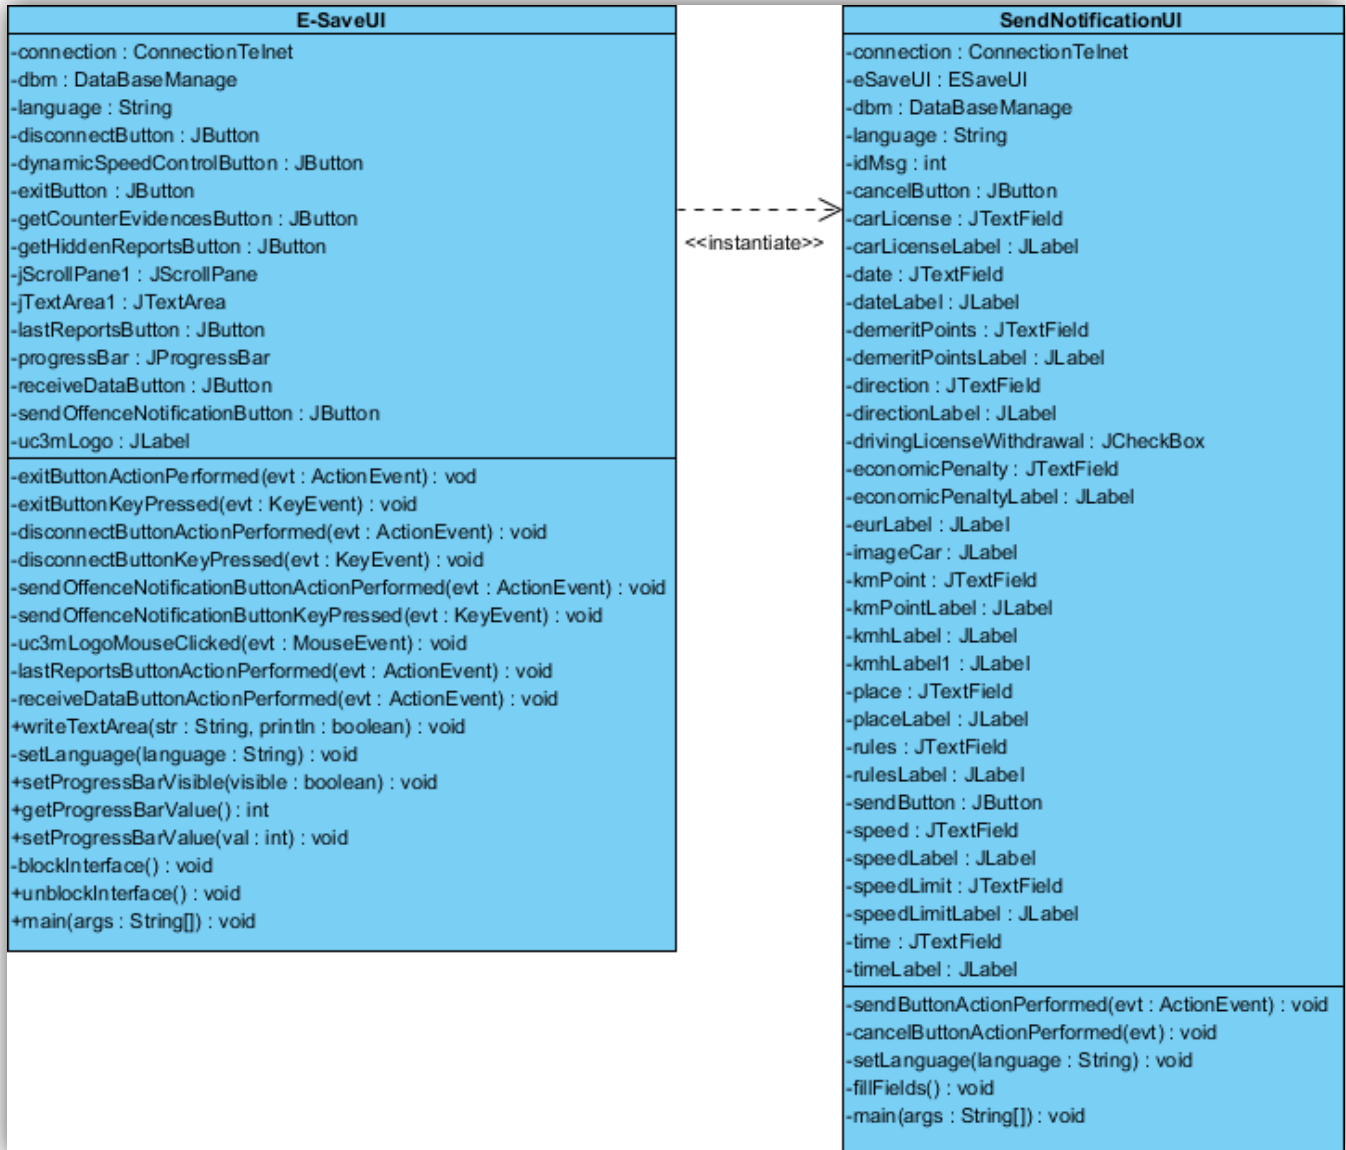 E-SaveUI
-connection : ConnectionTelnet
-dbm : DataBaseManage
-language : String
-disconnectButton : JButton
-dynamicSpeedControlButton : JButton
-exitButton : JButton
-getCounterEvidencesButton : JButton
-getHiddenReportsButton : JButton
-jScrollPane1 : JScrollPane
-jTextArea1 : JTextArea
-lastReportsButton : JButton
-progressBar : JProgressBar
-receiveDataButton : JButton
-sendOffenceNotificationButton : JButton
-uc3mLogo : JLabel
-exitButtonActionPerformed(evt : ActionEvent) : vod
-exitButtonKeyPressed(evt : KeyEvent) : void
-disconnectButtonActionPerformed(evt : ActionEvent) : void
-disconnectButtonKeyPressed(evt : KeyEvent) : void
-sendOffenceNotificationButtonActionPerformed(evt : ActionEvent) : void
-sendOffenceNotificationButtonKeyPressed(evt : KeyEvent) : void
-uc3mLogoMouseClicked(evt : MouseEvent) : void
-lastReportsButtonActionPerformed(evt : ActionEvent) : void
-receiveDataButtonActionPerformed(evt : ActionEvent) : void
+writeTextArea(str : String, println : boolean) : void
-setLanguage(language : String) : void
+setProgressBarVisible(visible : boolean) : void
+getProgressBarValue() : int
+setProgressBarValue(val : int) : void
-blockInterface() : void
+unblockInterface() : void
+main(args : String[]) : void
<<instantiate>>
SendNotificationUI
-connection : ConnectionTelnet
-eSaveUI : ESaveUI
-dbm : DataBaseManage
-language : String
-idMsg : int
-cancelButton : JButton
-carLicense : JTextField
-carLicenseLabel : JLabel
-date : JTextField
-dateLabel : JLabel
-demeritPoints : JTextField
-demeritPointsLabel : JLabel
-direction : JTextField
-directionLabel : JLabel
-drivingLicenseWithdrawal : JCheckBox
-economicPenalty : JTextField
-economicPenaltyLabel : JLabel
-eurLabel : JLabel
-imageCar : JLabel
-kmPoint : JTextField
-kmPointLabel : JLabel
-kmhLabel : JLabel
-kmhLabel1 : JLabel
-place : JTextField
-placeLabel : JLabel
-rules : JTextField
-rulesLabel : JLabel
-sendButton : JButton
-speed : JTextField
-speedLabel : JLabel
-speedLimit : JTextField
-speedLimitLabel : JLabel
-time : JTextField
-timeLabel : JLabel
-sendButtonActionPerformed(evt : ActionEvent) : void
-cancelButtonActionPerformed(evt) : void
-setLanguage(language : String) : void
-fillFields() : void
-main(args : String[]) : void